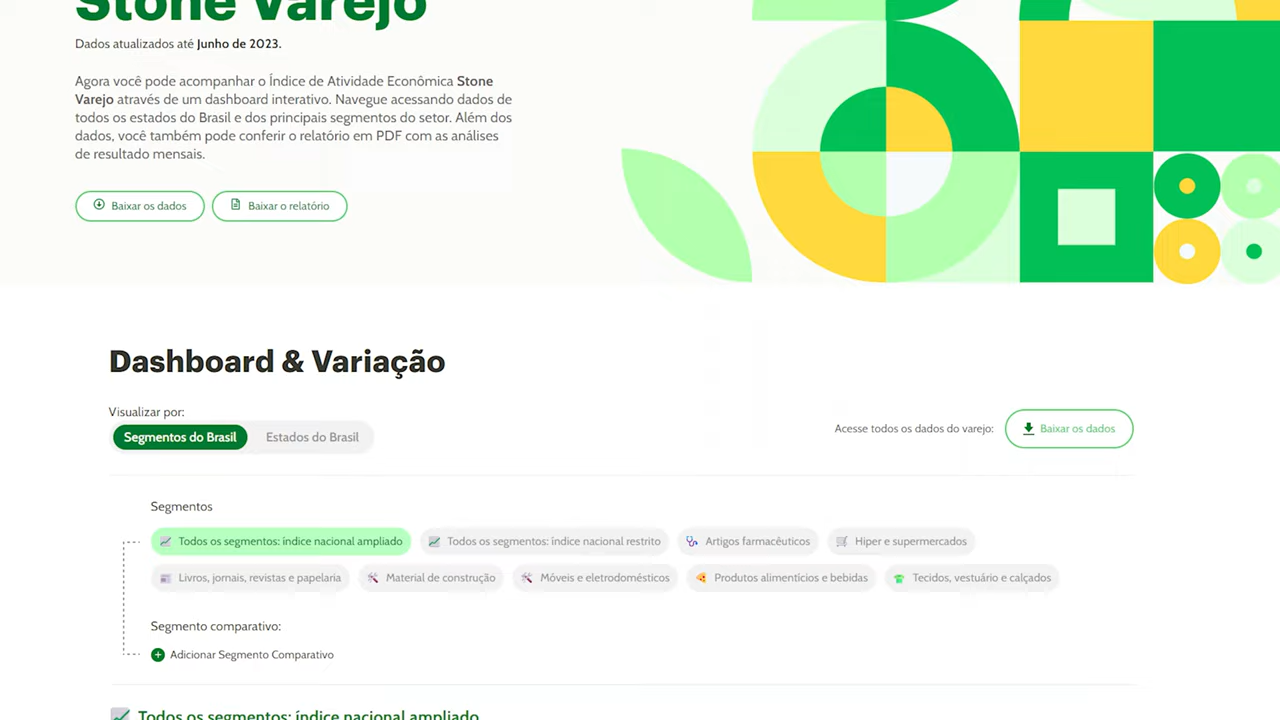 Stone Varejo
Dados atualizados até Junho de 2023.
Agora você pode acompanhar o Índice de Atividade Econômica Stone
Varejo através de um dashboard interativo. Navegue acessando dados de
todos os estados do Brasil e dos principais segmentos do setor. Além dos
dados, você também pode conferir o relatório em PDF com as análises
de resultado mensais.
Baixar os dados
Baixar o relatório
Dashboard & Variação
Visualizar por:
Segmentos do Brasil
Estados do Brasil
Acesse todos os dados do varejo:
Baixar os dados
Segmentos
Todos os segmentos: índice nacional ampliado
Todos os segmentos: índice nacional restrito
Artigos farmacêuticos
Hiper e supermercados
Livros, jornais, revistas e papelaria
Material de construção
Móveis e eletrodomésticos
Produtos alimentícios e bebidas
Tecidos, vestuário e calçados
Segmento comparativo:
Adicionar Segmento Comparativo
Todos os segmentos: índice nacional ampliado